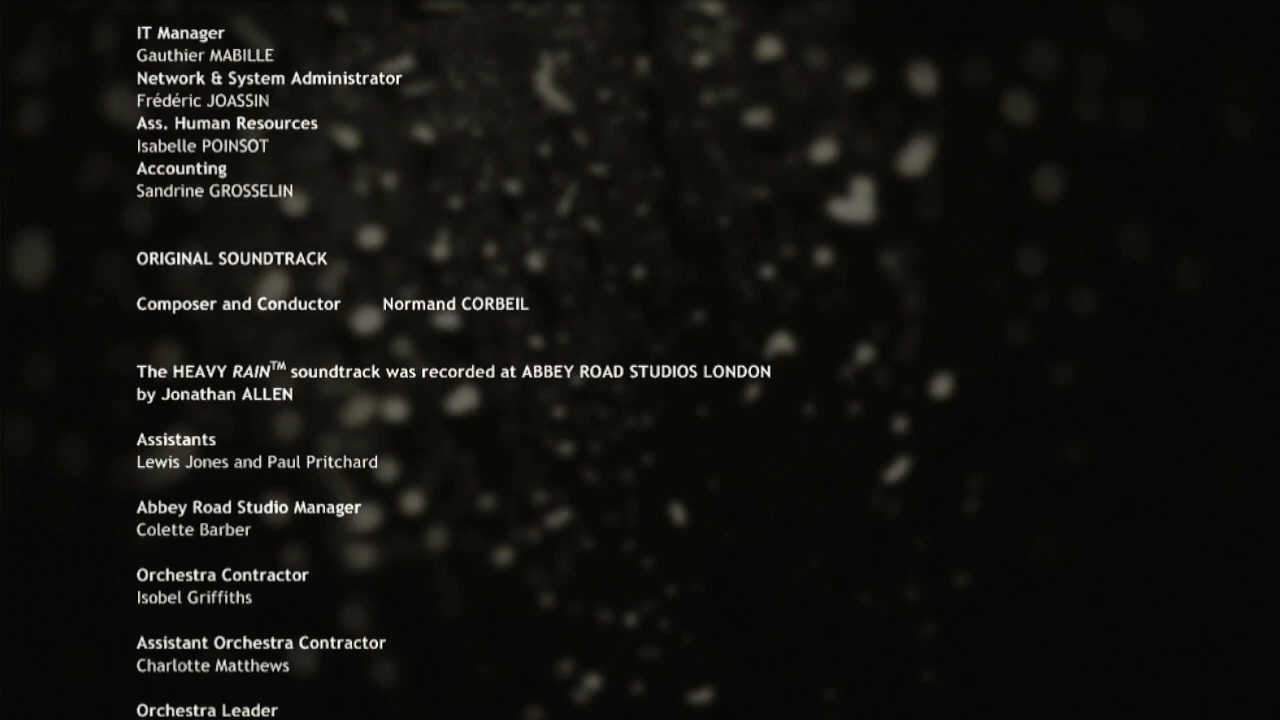 IT Manager
Gauthier MABILLE
Network & System Administrator
Frédéric JOASSIN
Ass. Human Resources
Isabelle POINSOT
Accounting
Sandrine GROSSELIN
ORIGINAL SOUNDTRACK
Composer and Conductor Normand CORBEIL
The HEAVY RAIN™ soundtrack was recorded at ABBEY ROAD STUDIOS LONDON
by Jonathan ALLEN
Assistants
Lewis Jones and Paul Pritchard
Abbey Road Studio Manager
Colette Barber
Orchestra Contractor
Isobel Griffiths
Assistant Orchestra Contractor
Charlotte Matthews
Orchestra Leader